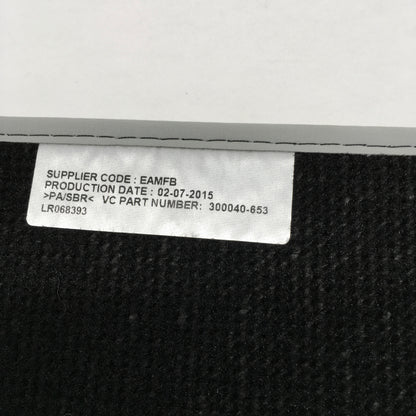 SUPPLIER CODE : EAMFB
PRODUCTION DATE : 02-07-2015
>PA/SBR< VC PART NUMBER: 300040-653
LR068393